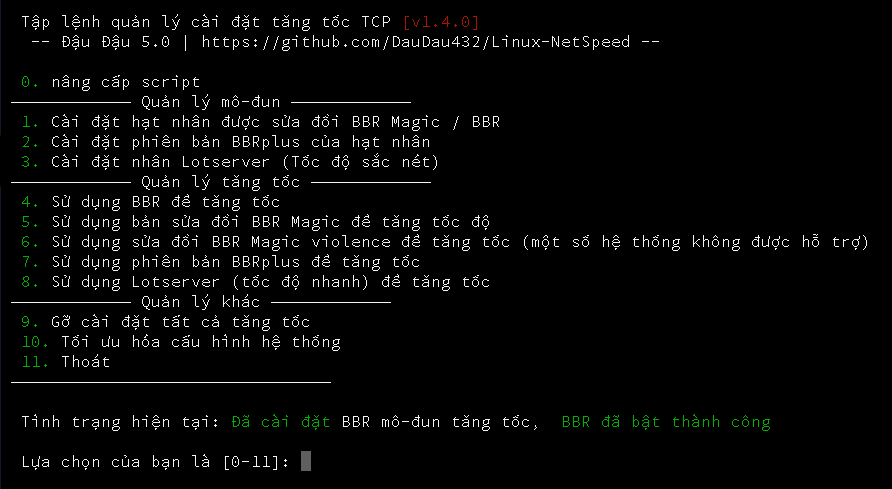 Tập lệnh quản lý cài đặt tăng tốc TCP [v1.4.0]
-- Đậu Đậu 5.0 | https://github.com/DauDau432/Linux-NetSpeed --
0. nâng cấp script
———————————— Quản lý mô-đun ————————————
1. Cài đặt hạt nhân được sửa đổi BBR Magic / BBR
2. Cài đặt phiên bản BBRplus của hạt nhân
3. Cài đặt nhân Lotserver (Tốc độ sắc nét)
———————————— Quản lý tăng tốc ————————————
4. Sử dụng BBR để tăng tốc
5. Sử dụng bản sửa đổi BBR Magic để tăng tốc độ
6. Sử dụng sửa đổi BBR Magic violence để tăng tốc (một số hệ thống không được hỗ trợ)
7. Sử dụng phiên bản BBRplus để tăng tốc
8. Sử dụng Lotserver (tốc độ nhanh) để tăng tốc
———————————— Quản lý khác ————————————
9. Gỡ cài đặt tất cả tăng tốc
10. Tối ưu hóa cấu hình hệ thống
11. Thoát
————————————————————————————————
Tình trạng hiện tại: Đã cài đặt BBR mô-đun tăng tốc, BBR đã bật thành công
Lựa chọn của bạn là [0-11]: